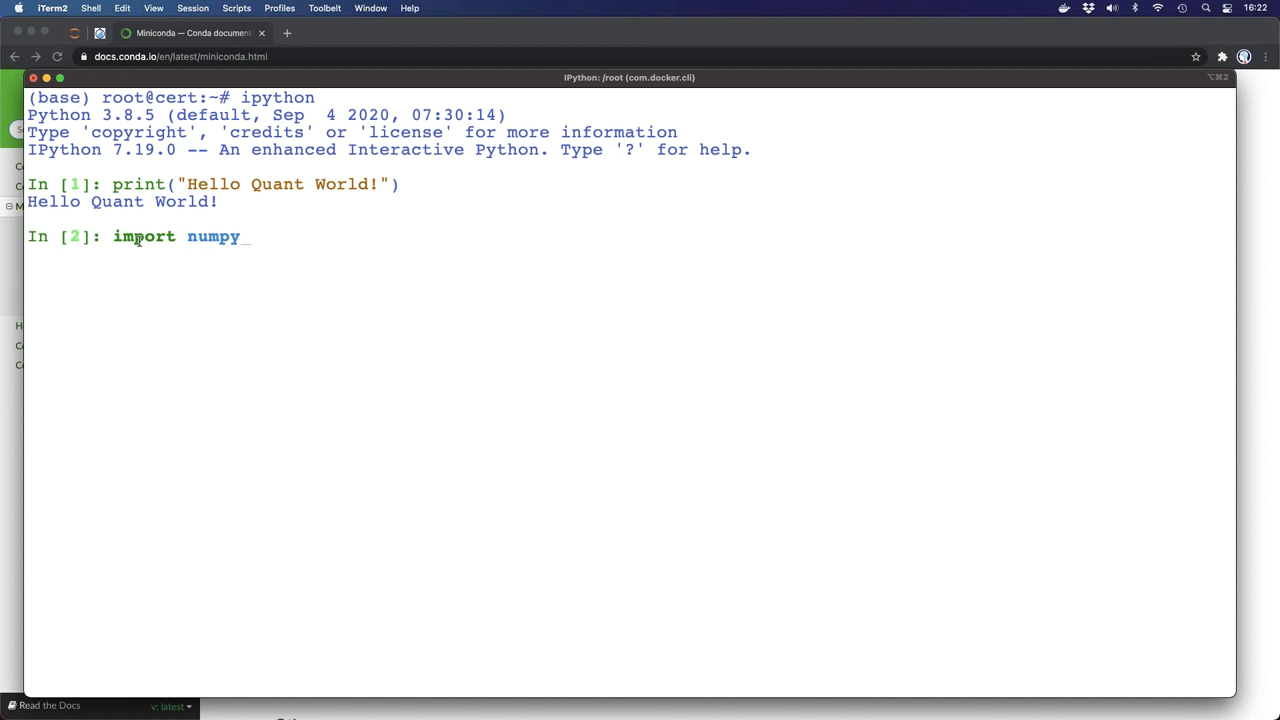 iTerm2 Shell Edit View Session Scripts Profiles Toolbelt Window Help 16:22
Miniconda — Conda documen
docs.conda.io/en/latest/miniconda.html
IPython: /root (com.docker.cli) ⌥⌘2
(base) root@cert:~# ipython
Python 3.8.5 (default, Sep  4 2020, 07:30:14)
Type 'copyright', 'credits' or 'license' for more information
IPython 7.19.0 -- An enhanced Interactive Python. Type '?' for help.
In [1]: print("Hello Quant World!")
Hello Quant World!
In [2]: import numpy_
Read the Docs v: latest